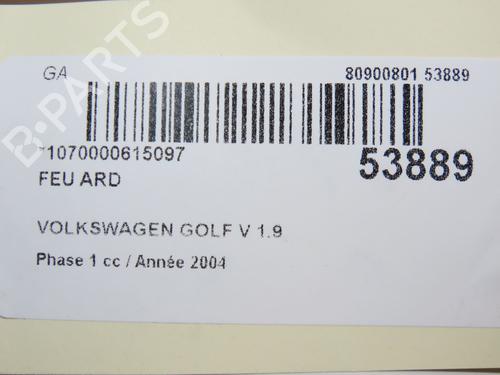 GA
80900801 53889
*1070000615097
53889
FEU ARD
VOLKSWAGEN GOLF V 1.9
Phase 1 cc / Année 2004
B-PARTS